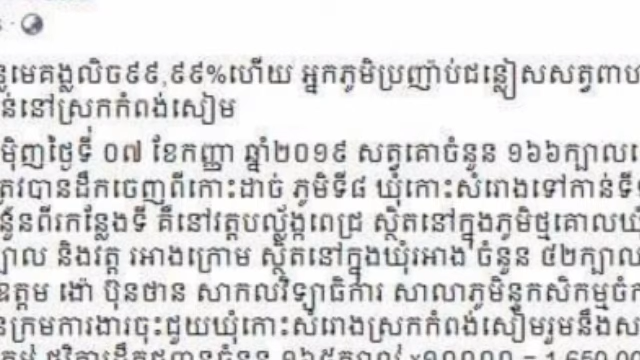 មេគង្គលិច៩៩,៩៩%ហើយ អ្នកភូមិប្រញ៉ាប់ជន្លៀសសត្វពាហ
នៅស្រុកកំពង់សៀម
ម្សិញថ្ងៃទី ០៧ ខែកញ្ញា ឆ្នាំ២០១៩ សត្វគោចំនួន ១៦៦ក្បាល
ត្រូវបានដឹកចេញពីកោះដាច់ ភូមិទី៨ ឃុំកោះសំរោងទៅកាន់ទី
ពីរកន្លែងទី គឺនៅវត្តបល្ល័ង្កពេជ្រ ស្ថិតនៅក្នុងភូមិថ្មគោល
និងវត្ត រអាងក្រោម ស្ថិតនៅក្នុងឃុំរអាង ចំនួន ៥២ក្បាល
ឧត្តម ង៉ោ ប៊ុនថាន សាកលវិទ្យាធិការ សាលាភូមិន្ទកសិកម្មចំក
ក្រមការងារចុះជួយឃុំកោះសំរោងស្រុកកំពង់សៀមរួមនឹងស